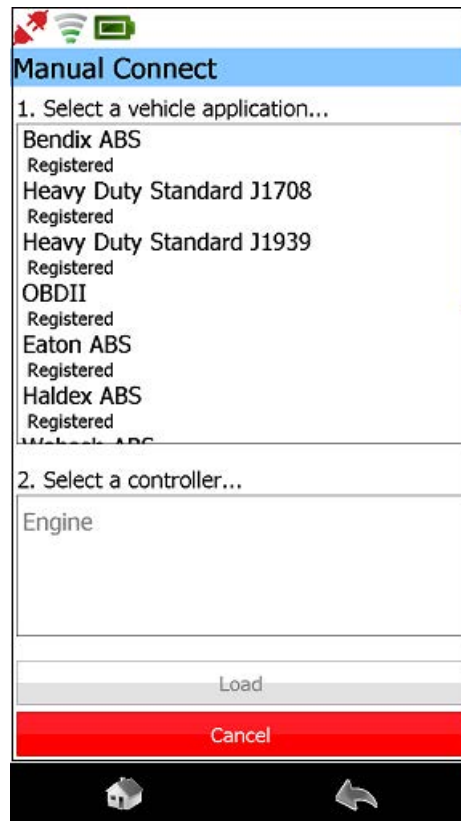 Manual Connect
1. Select a vehicle application...
Bendix ABS
Registered
Heavy Duty Standard J1708
Registered
Heavy Duty Standard J1939
Registered
OBDII
Registered
Eaton ABS
Registered
Haldex ABS
Registered
ABS
2. Select a controller...
Engine
Load
Cancel